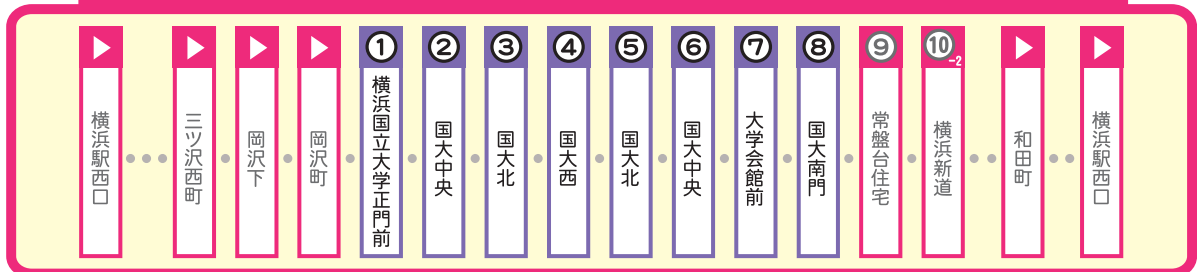 横浜駅西口
三ツ沢西町
岡沢下
岡沢町
① 横浜国立大学正門前
② 国大中央
③ 国大北
④ 国大西
⑤ 国大北
⑥ 国大中央
⑦ 大学会館前
⑧ 国大南門
⑨ 常盤台住宅
⑩-2 横浜新道
和田町
横浜駅西口